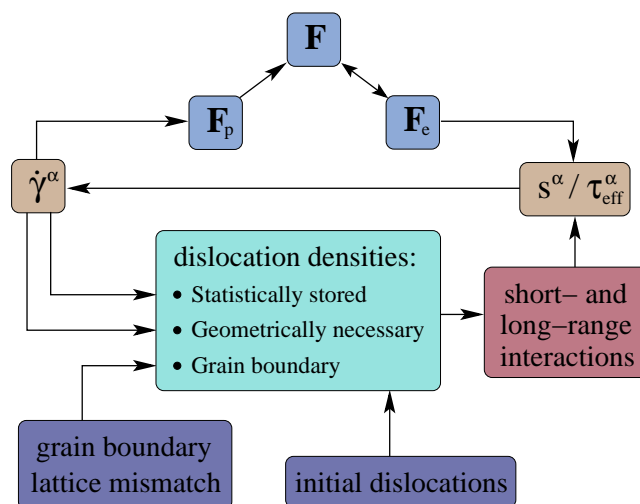 F
F_p
F_e
γ̇^α
s^α / τ_eff^α
dislocation densities:
• Statistically stored
• Geometrically necessary
• Grain boundary
short− and
long−range
interactions
grain boundary
lattice mismatch
initial dislocations